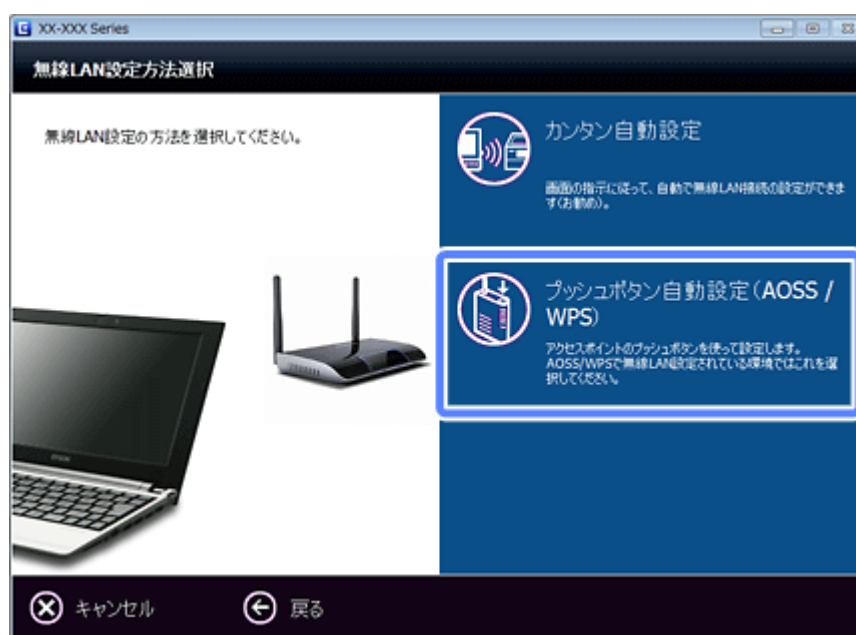 XX-XXX Series
無線LAN設定方法選択
無線LAN設定の方法を選択してください。
カンタン自動設定
画面の指示に従って、自動で無線LAN接続の設定ができま
す(お勧め)。
プッシュボタン自動設定(AOSS /
WPS)
アクセスポイントのプッシュボタンを使って設定します。
AOSS/WPSで無線LAN設定されている環境ではこれを選
択してください。
EPSON
キャンセル
戻る